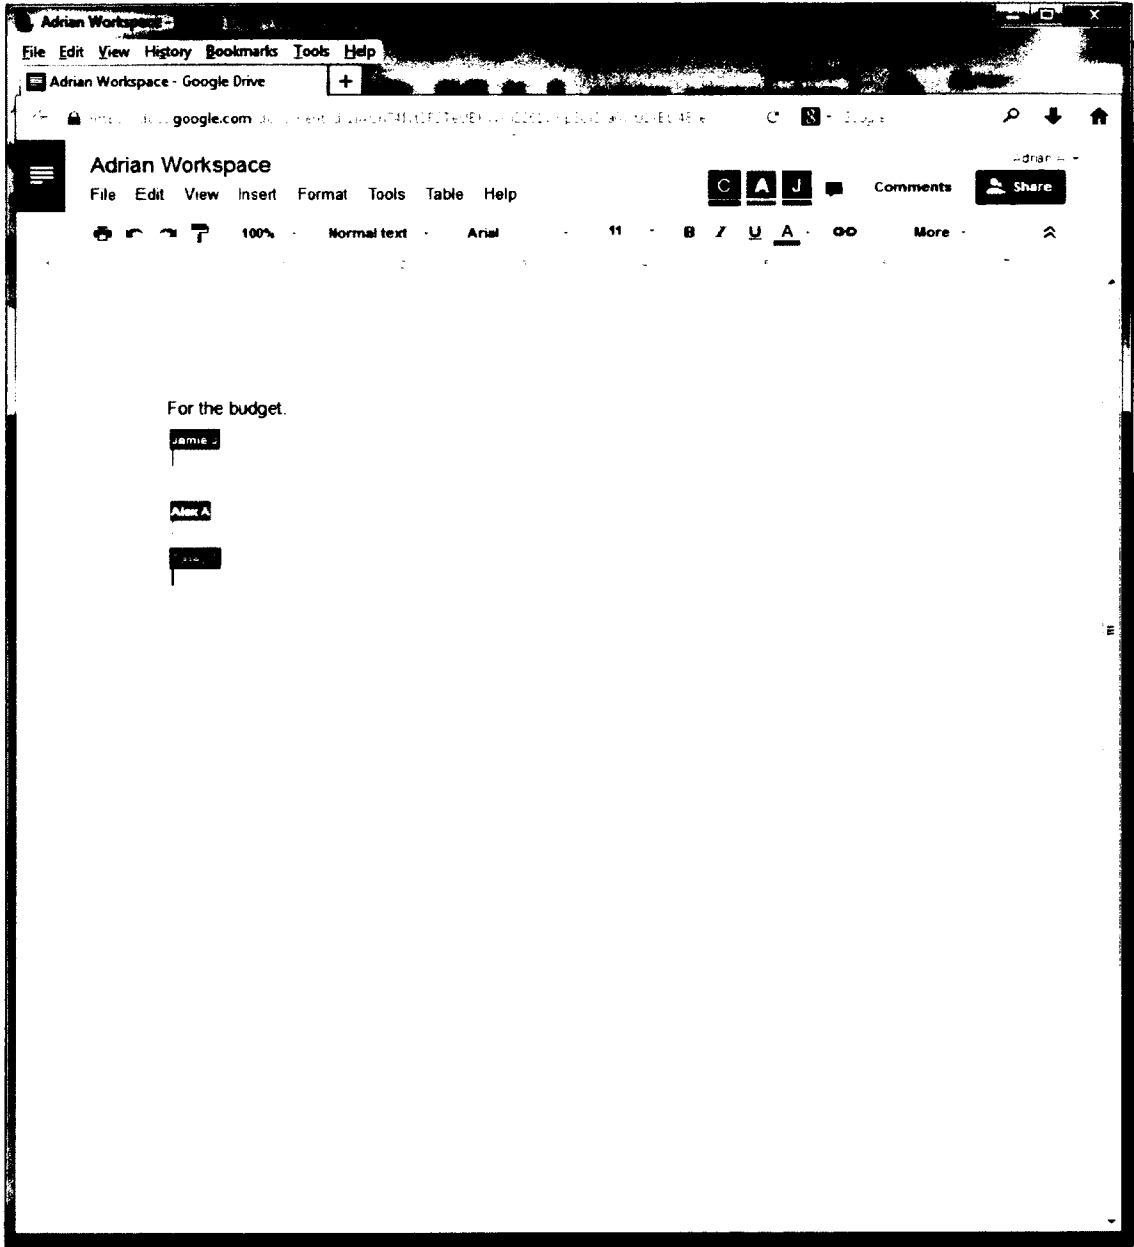 Adrian Workspace
File Edit View History Bookmarks Tools Help
Adrian Workspace - Google Drive +
google.com
Adrian Workspace
File Edit View Insert Format Tools Table Help
C A J Comments Share
100% Normal text Arial 11 B I U A More
For the budget.
Jamie J
Alex A